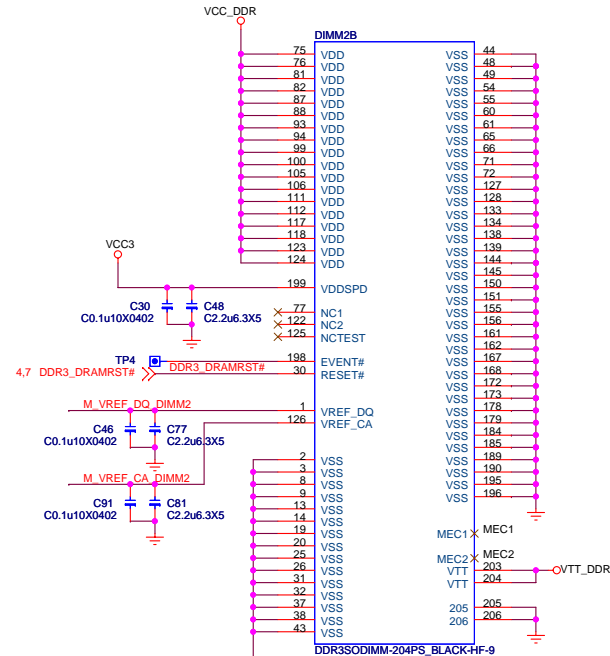 VCC_DDR
DIMM2B
75 VDD VSS 44
76 VDD VSS 48
81 VDD VSS 49
82 VDD VSS 54
87 VDD VSS 55
88 VDD VSS 60
93 VDD VSS 61
94 VDD VSS 65
99 VDD VSS 66
100 VDD VSS 71
105 VDD VSS 72
106 VDD VSS 127
111 VDD VSS 128
112 VDD VSS 133
117 VDD VSS 134
118 VDD VSS 138
123 VDD VSS 139
124 VDD VSS 144
VCC3
VSS 145
VSS 150
199 VDDSPD
VSS 151
C30 C48
C0.1u10X0402 C2.2u6.3X5
77 NC1 VSS 155
122 NC2 VSS 156
125 NCTEST VSS 161
VSS 162
TP4
198 EVENT# VSS 167
4,7 DDR3_DRAMRST# DDR3_DRAMRST# 30 RESET# VSS 168
VSS 172
VSS 173
M_VREF_DQ_DIMM2 1 VREF_DQ VSS 178
126 VREF_CA VSS 179
C46 C77
C0.1u10X0402 C2.2u6.3X5
VSS 184
VSS 185
2 VSS VSS 189
3 VSS VSS 190
M_VREF_CA_DIMM2
8 VSS VSS 195
9 VSS VSS 196
C91 C81
C0.1u10X0402 C2.2u6.3X5
13 VSS
14 VSS
19 VSS MEC1 MEC1
20 VSS
25 VSS MEC2 MEC2
26 VSS VTT 203 VTT_DDR
31 VSS VTT 204
32 VSS
37 VSS 205 205
38 VSS 206 206
43 VSS
DDR3SODIMM-204PS_BLACK-HF-9